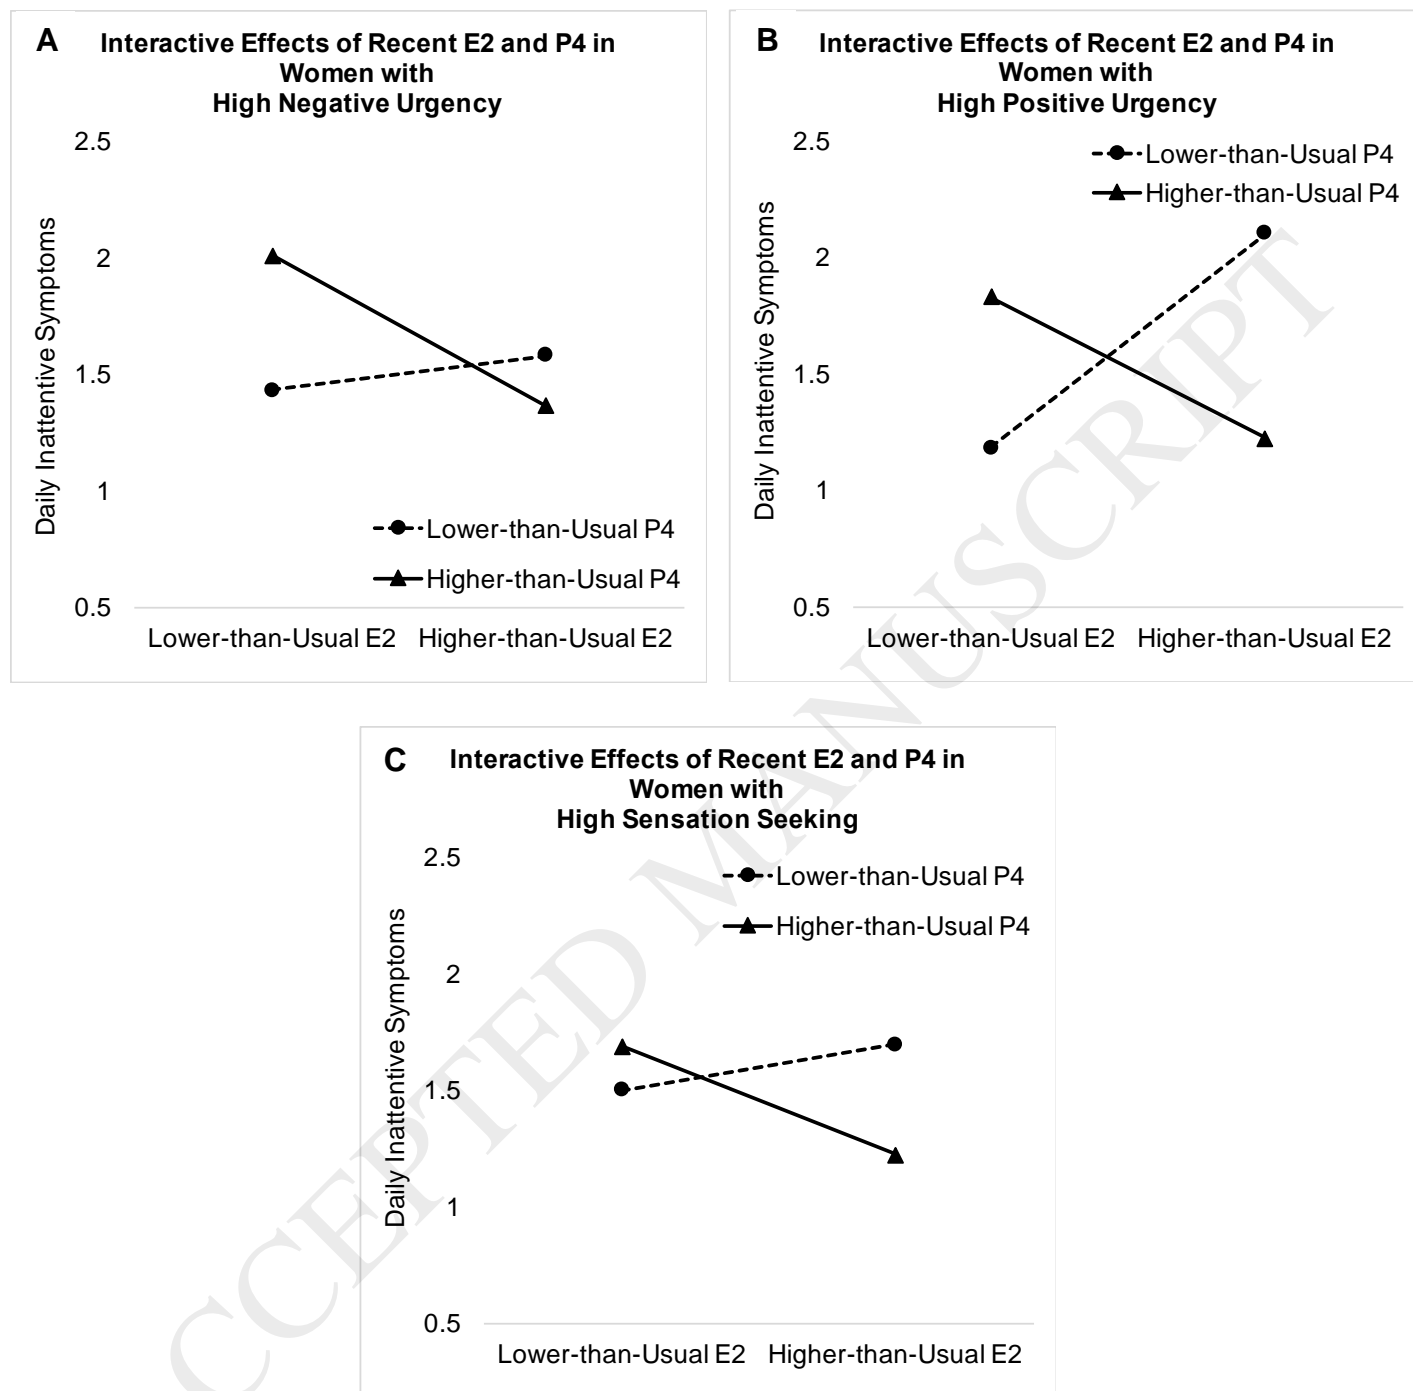 A
Interactive Effects of Recent E2 and P4 in
Women with
High Negative Urgency
2.5
2
1.5
1
0.5
Daily Inattentive Symptoms
Lower-than-Usual P4
Higher-than-Usual P4
Lower-than-Usual E2
Higher-than-Usual E2
B
Interactive Effects of Recent E2 and P4 in
Women with
High Positive Urgency
2.5
2
1.5
1
0.5
Daily Inattentive Symptoms
Lower-than-Usual P4
Higher-than-Usual P4
Lower-than-Usual E2
Higher-than-Usual E2
C
Interactive Effects of Recent E2 and P4 in
Women with
High Sensation Seeking
2.5
2
1.5
1
0.5
Daily Inattentive Symptoms
Lower-than-Usual P4
Higher-than-Usual P4
Lower-than-Usual E2
Higher-than-Usual E2
CCEPTED MANUSCRIPT